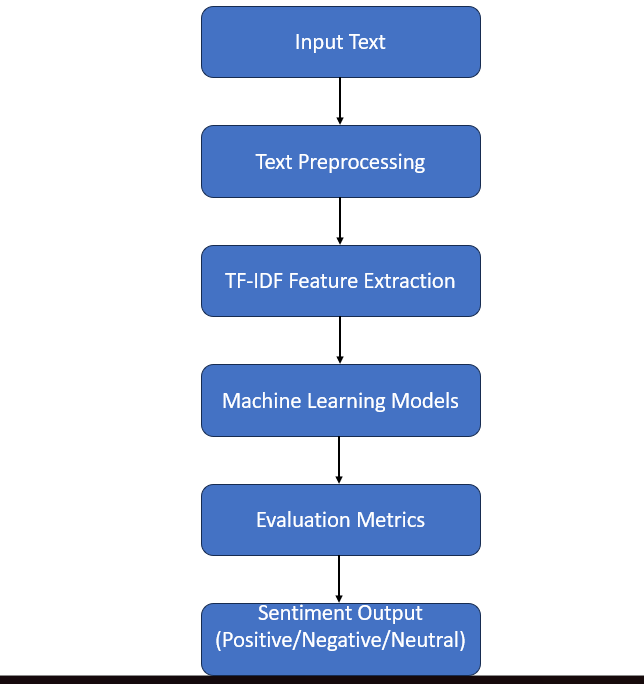 Input Text
Text Preprocessing
TF-IDF Feature Extraction
Machine Learning Models
Evaluation Metrics
Sentiment Output
(Positive/Negative/Neutral)